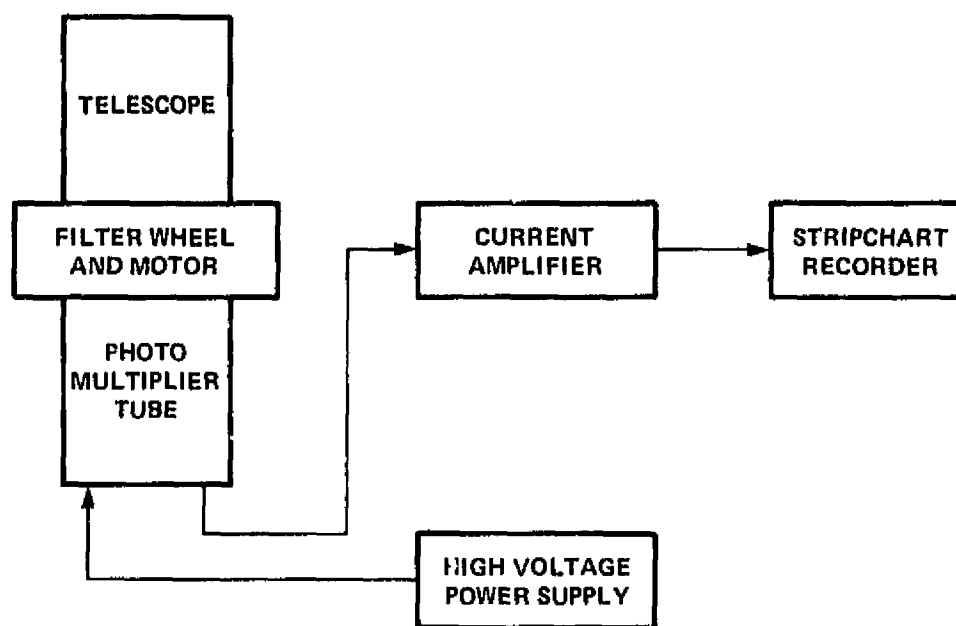 TELESCOPE
FILTER WHEEL
AND MOTOR
PHOTO
MULTIPLIER
TUBE
CURRENT
AMPLIFIER
STRIPCHART
RECORDER
HIGH VOLTAGE
POWER SUPPLY